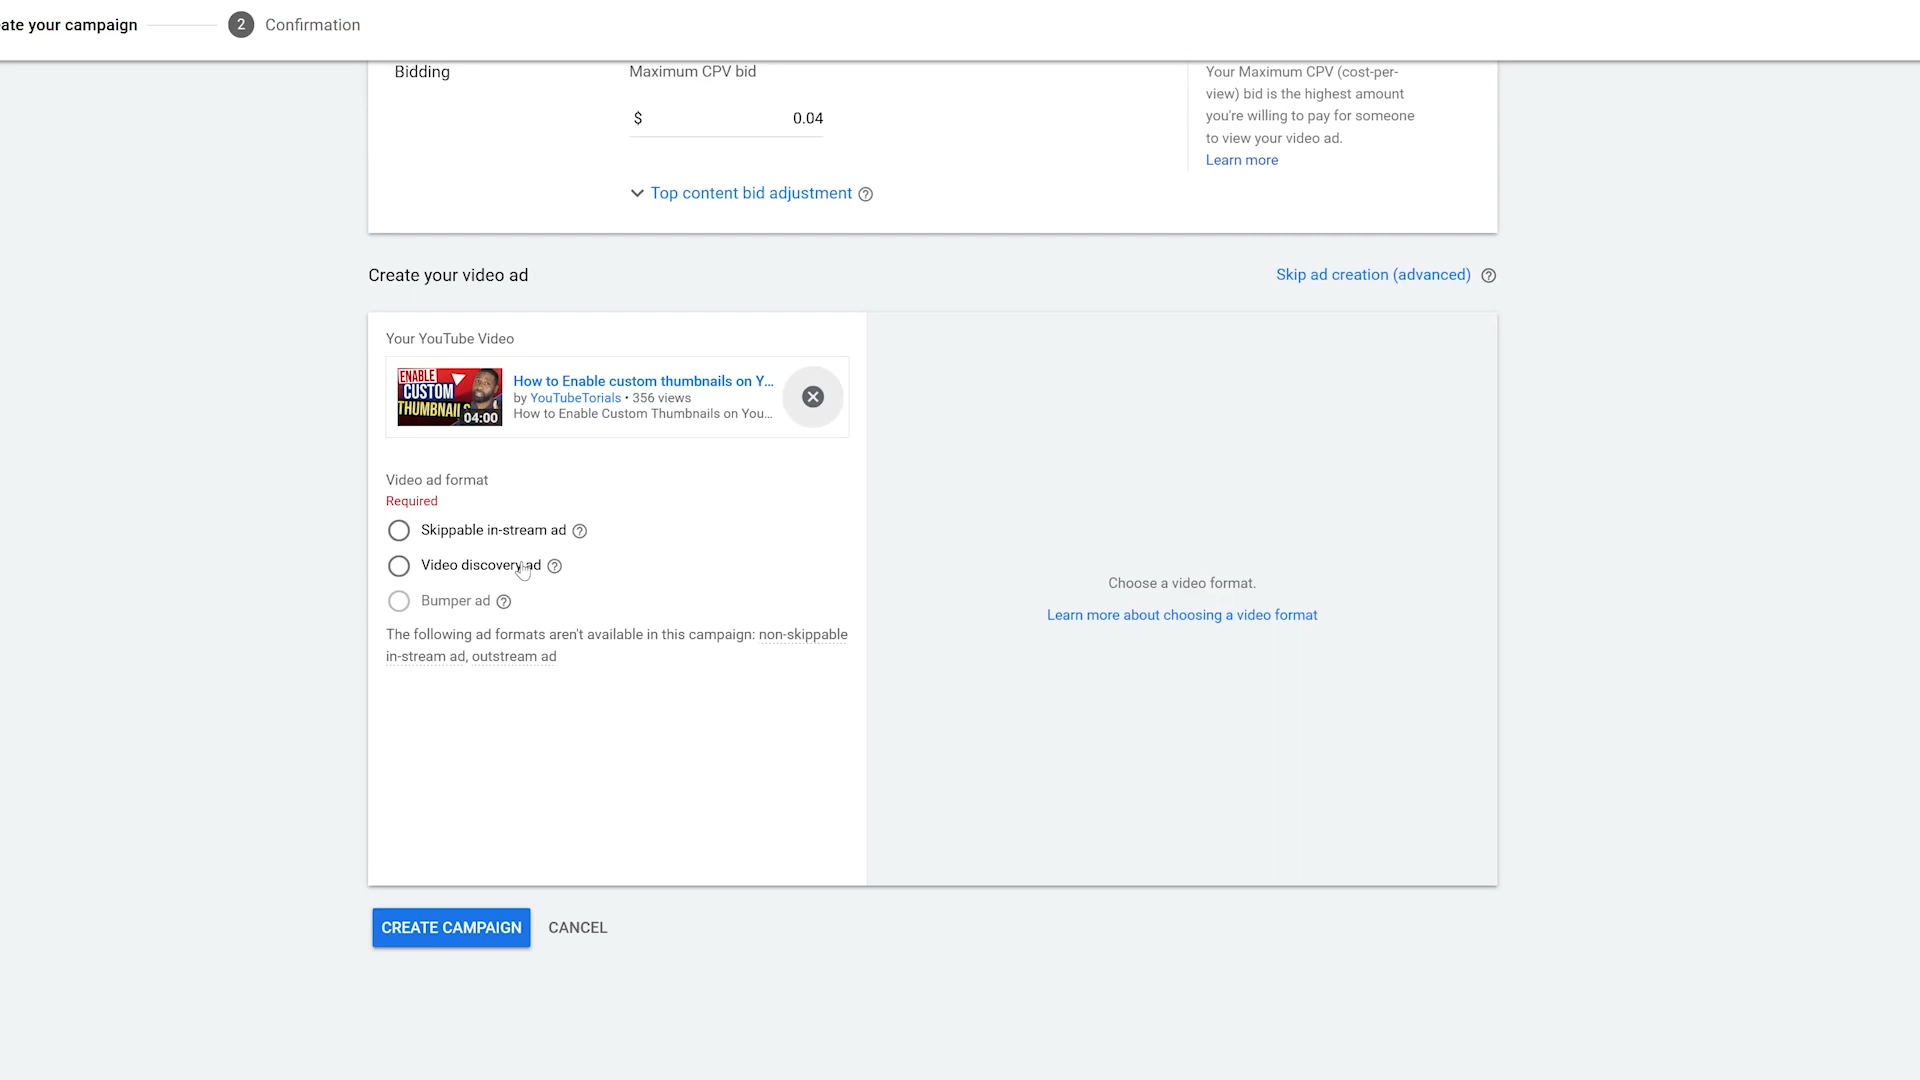 ate your campaign
2
Confirmation
Bidding
Maximum CPV bid
$ 0.04
Your Maximum CPV (cost-per-
view) bid is the highest amount
you're willing to pay for someone
to view your video ad.
Learn more
Top content bid adjustment
Create your video ad
Skip ad creation (advanced)
Your YouTube Video
ENABLE
CUSTOM
THUMBNAILS
04:00
How to Enable custom thumbnails on Y...
by YouTubeTorials • 356 views
How to Enable Custom Thumbnails on You...
Video ad format
Required
Skippable in-stream ad
Video discovery ad
Bumper ad
The following ad formats aren't available in this campaign: non-skippable
in-stream ad, outstream ad
Choose a video format.
Learn more about choosing a video format
CREATE CAMPAIGN
CANCEL